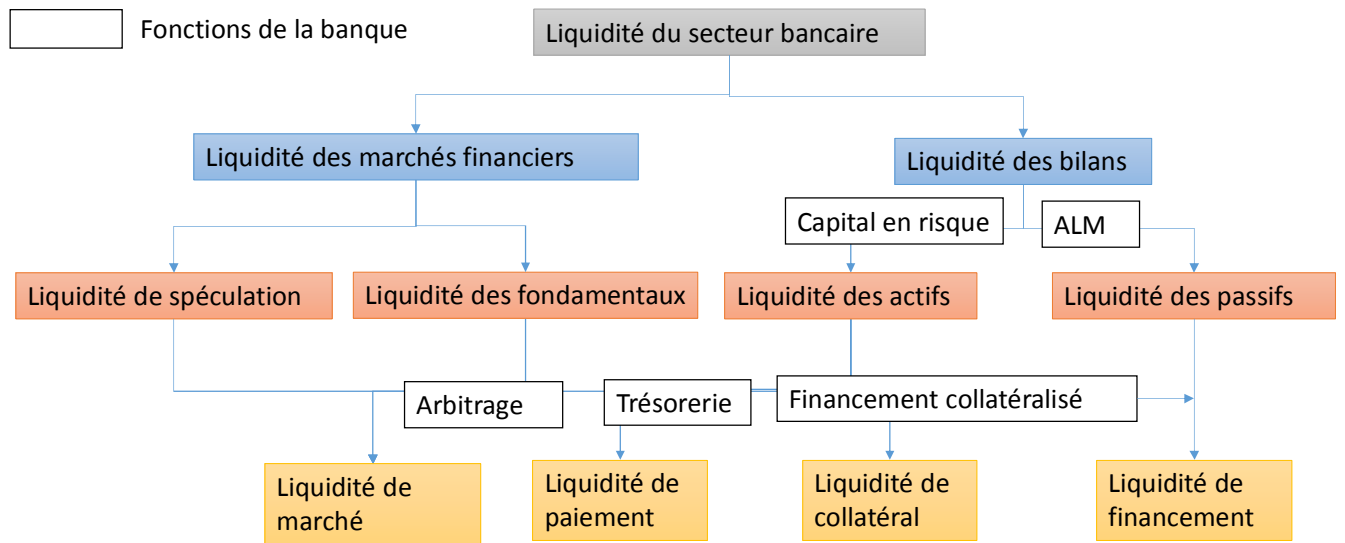 Fonctions de la banque
Liquidité du secteur bancaire
Liquidité des marchés financiers
Liquidité des bilans
Capital en risque
ALM
Liquidité de spéculation
Liquidité des fondamentaux
Liquidité des actifs
Liquidité des passifs
Arbitrage
Trésorerie
Financement collatéralisé
Liquidité de
marché
Liquidité de
paiement
Liquidité de
collatéral
Liquidité de
financement